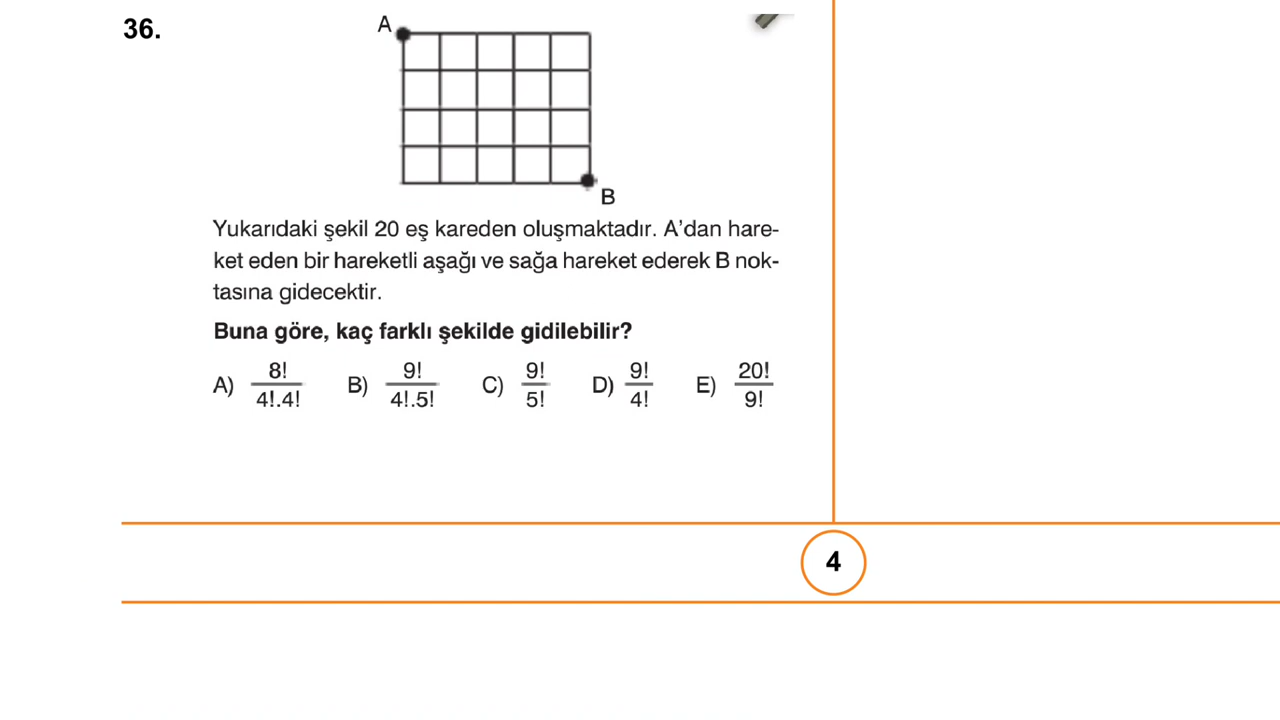 36.
A
B
Yukarıdaki şekil 20 eş kareden oluşmaktadır. A’dan hare-
ket eden bir hareketli aşağı ve sağa hareket ederek B nok-
tasına gidecektir.
Buna göre, kaç farklı şekilde gidilebilir?
A) 8!/4!.4! B) 9!/4!.5! C) 9!/5! D) 9!/4! E) 20!/9!
4